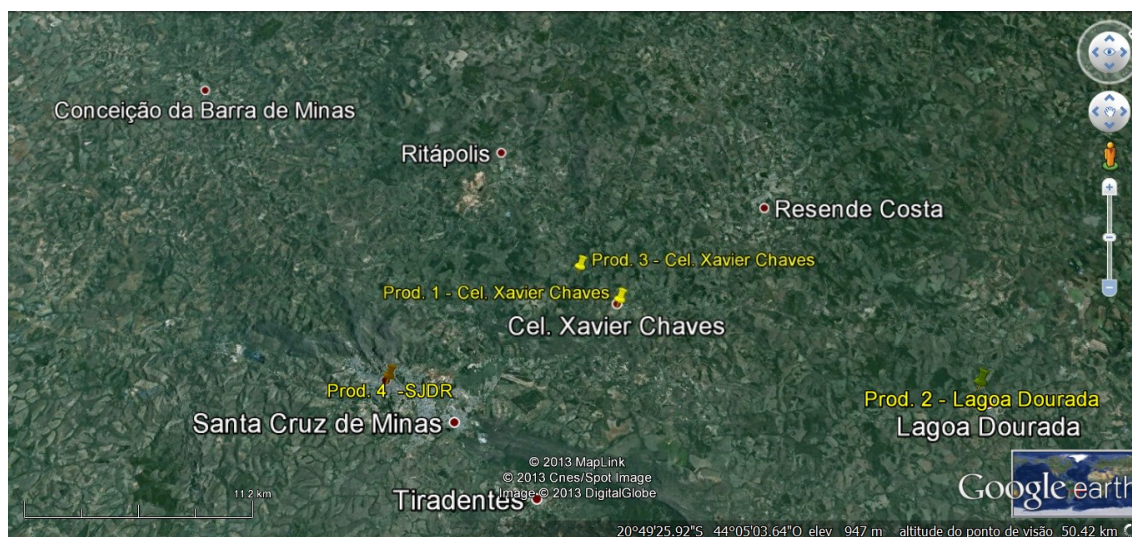 Conceição da Barra de Minas
Ritápolis
Resende Costa
Prod. 3 - Cel. Xavier Chaves
Prod. 1 - Cel. Xavier Chaves
Cel. Xavier Chaves
Prod. 4 -SJDR
Prod. 2 - Lagoa Dourada
Santa Cruz de Minas
Lagoa Dourada
© 2013 MapLink
© 2013 Cnes/Spot Image
Image © 2013 DigitalGlobe
Tiradentes
11.2 km
Google earth
20°49'25.92"S 44°05'03.64"O elev 947 m altitude do ponto de visão 50.42 km